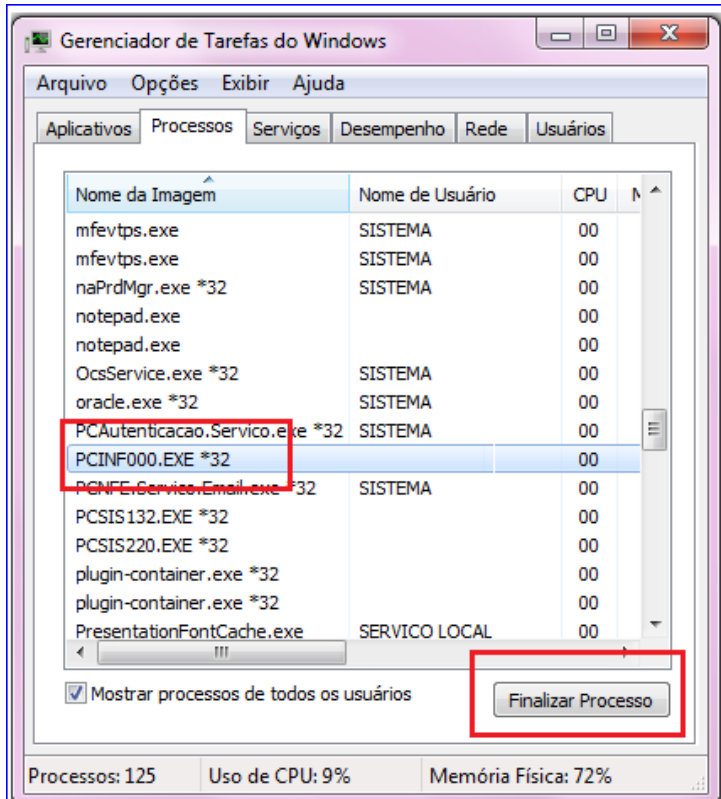 Gerenciador de Tarefas do Windows
Arquivo Opções Exibir Ajuda
Aplicativos Processos Serviços Desempenho Rede Usuários
Nome da Imagem Nome de Usuário CPU
mfevtps.exe SISTEMA 00
mfevtps.exe SISTEMA 00
naPrdMgr.exe *32 SISTEMA 00
notepad.exe 00
notepad.exe 00
OcsService.exe *32 SISTEMA 00
oracle.exe *32 SISTEMA 00
PCAutenticacao.Servico.exe *32 SISTEMA 00
PCINF000.EXE *32 00
PCNFE.Servico.Email.exe *32 SISTEMA 00
PCSIS132.EXE *32 00
PCSIS220.EXE *32 00
plugin-container.exe *32 00
plugin-container.exe *32 00
PresentationFontCache.exe SERVICO LOCAL 00
Mostrar processos de todos os usuários Finalizar Processo
Processos: 125 Uso de CPU: 9% Memória Física: 72%